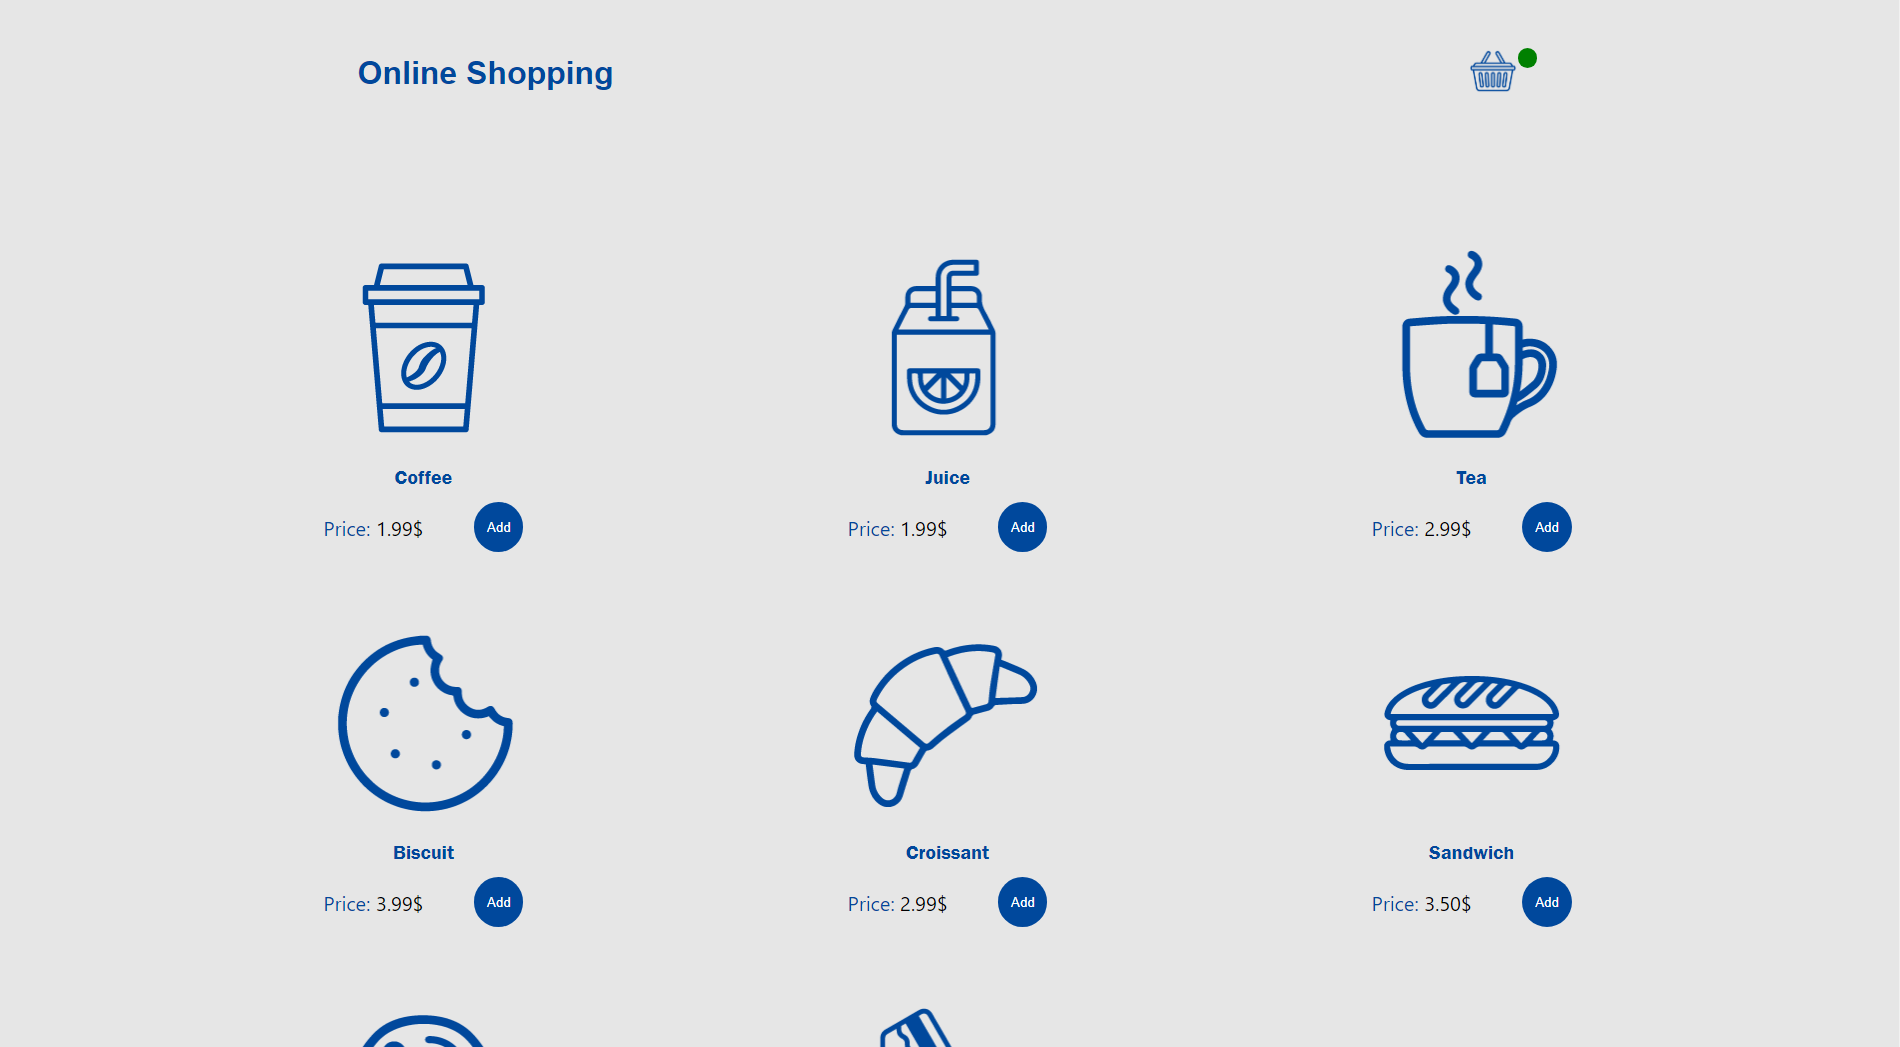 Online Shopping
Coffee
Juice
Tea
Price: 1.99$
Add
Price: 1.99$
Add
Price: 2.99$
Add
Biscuit
Croissant
Sandwich
Price: 3.99$
Add
Price: 2.99$
Add
Price: 3.50$
Add